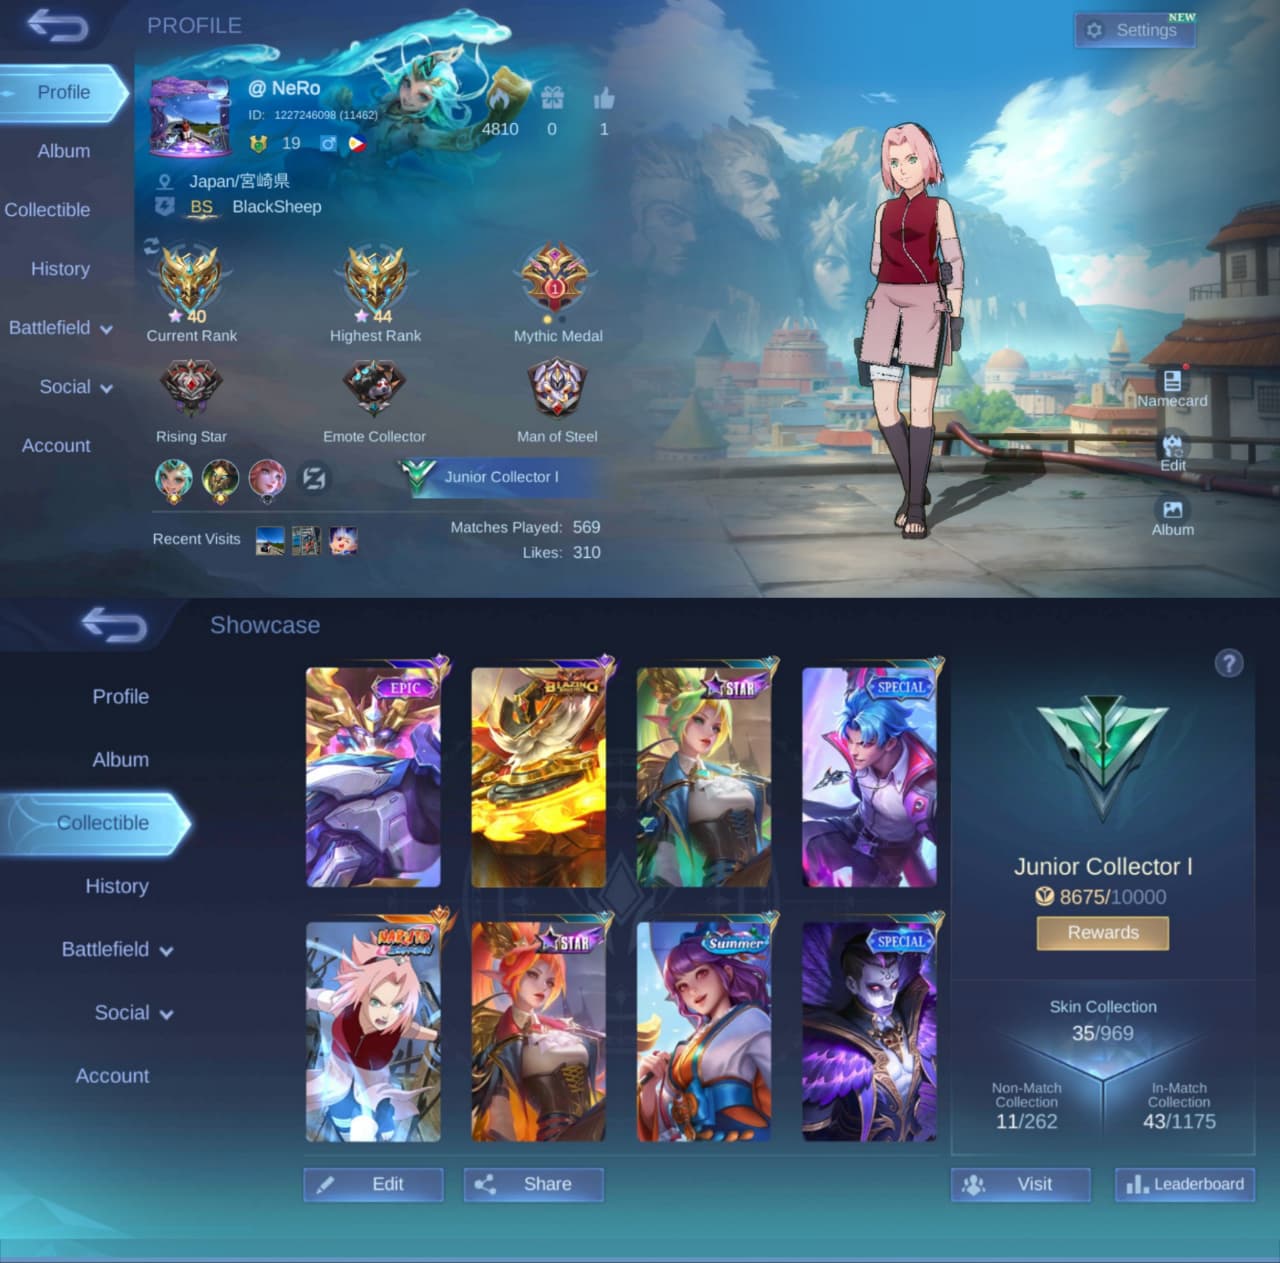 PROFILE
NEW
Settings
Profile
@ NeRo
ID: 1227246098 (11462)
4810
0
1
19
Album
Japan/宮崎県
Collectible
BS BlackSheep
History
Battlefield
Social
Account
40
44
1
Current Rank
Highest Rank
Mythic Medal
Rising Star
Emote Collector
Man of Steel
Junior Collector I
Recent Visits
Matches Played: 569
Likes: 310
Namecard
Edit
Album
Showcase
Profile
Album
Collectible
History
Battlefield
Social
Account
EPIC
BLAZING
STAR
SPECIAL
NARUTO
STAR
Summer
SPECIAL
?
Junior Collector I
8675/10000
Rewards
Skin Collection
35/969
Non-Match
Collection
11/262
In-Match
Collection
43/1175
Edit
Share
Visit
Leaderboard